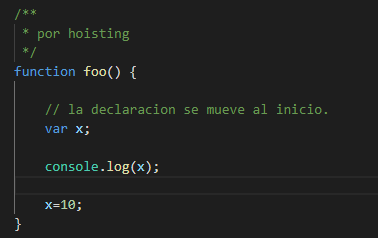 /**
 * por hoisting
 */
function foo() {
// la declaracion se mueve al inicio.
var x;
console.log(x);
x=10;
}